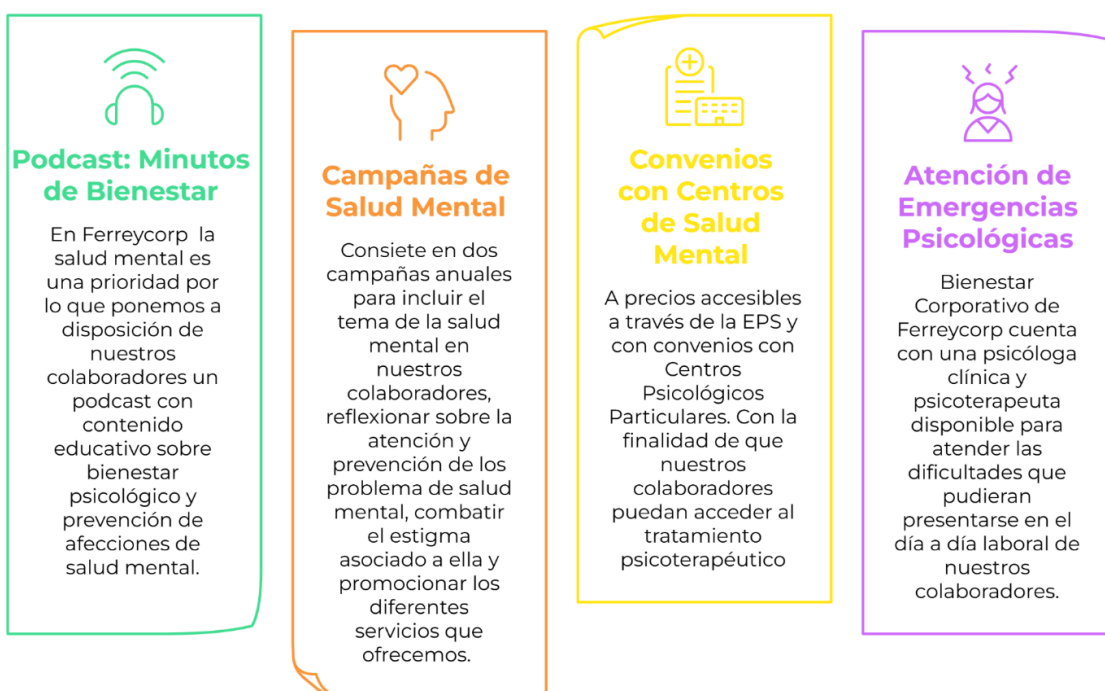 Podcast: Minutos
de Bienestar
En Ferreycorp la
salud mental es
una prioridad por
lo que ponemos a
disposición de
nuestros
colaboradores un
podcast con
contenido
educativo sobre
bienestar
psicológico y
prevención de
afecciones de
salud mental.
Campañas de
Salud Mental
Consiete en dos
campañas anuales
para incluir el
tema de la salud
mental en
nuestros
colaboradores,
reflexionar sobre la
atención y
prevención de los
problema de salud
mental, combatir
el estigma
asociado a ella y
promocionar los
diferentes
servicios que
ofrecemos.
Convenios
con Centros
de Salud
Mental
A precios accesibles
a través de la EPS y
con convenios con
Centros
Psicológicos
Particulares. Con la
finalidad de que
nuestros
colaboradores
puedan acceder al
tratamiento
psicoterapéutico
Atención de
Emergencias
Psicológicas
Bienestar
Corporativo de
Ferreycorp cuenta
con una psicóloga
clínica y
psicoterapeuta
disponible para
atender las
dificultades que
pudieran
presentarse en el
día a día laboral de
nuestros
colaboradores.